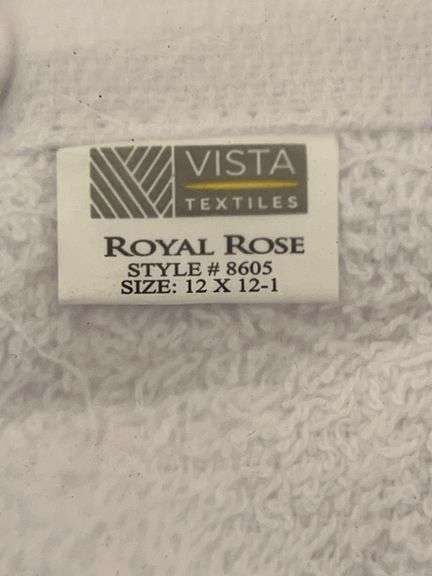 VISTA
TEXTILES
ROYAL ROSE
STYLE # 8605
SIZE: 12 X 12-1